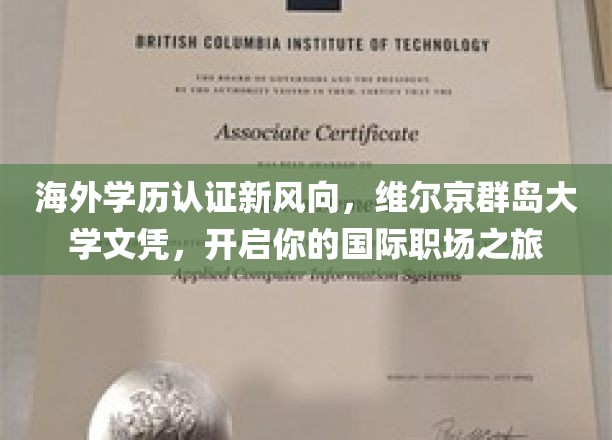 BRITISH COLUMBIA INSTITUTE OF TECHNOLOGY
THE BOARD OF GOVERNORS AND THE PRESIDENT,
BY THE AUTHORITY VESTED IN THEM, CERTIFY THAT THE
Associate Certificate
海外学历认证新风向，维尔京群岛大
学文凭，开启你的国际职场之旅
Applied Computer Information Systems